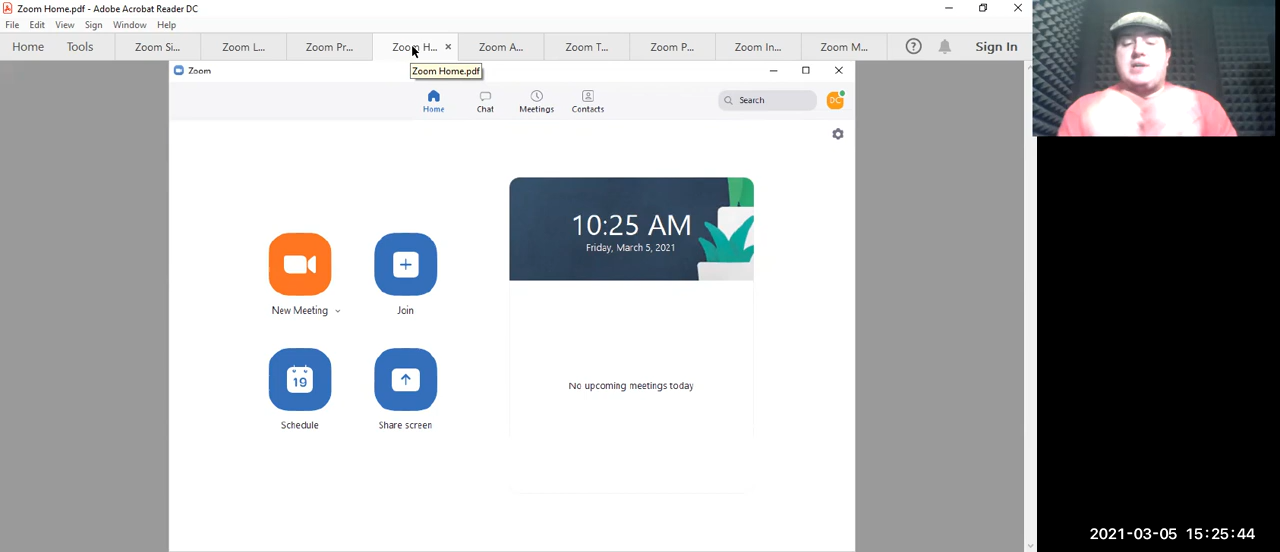 Zoom Home.pdf - Adobe Acrobat Reader DC
File Edit View Sign Window Help
Home Tools Zoom Si... Zoom L... Zoom Pr... Zoom H... Zoom A... Zoom T... Zoom P... Zoom In... Zoom M... Sign In
Zoom Home.pdf
Zoom
Home Chat Meetings Contacts Search DC
10:25 AM
Friday, March 5, 2021
New Meeting Join
No upcoming meetings today
19
Schedule Share screen
2021-03-05 15:25:44